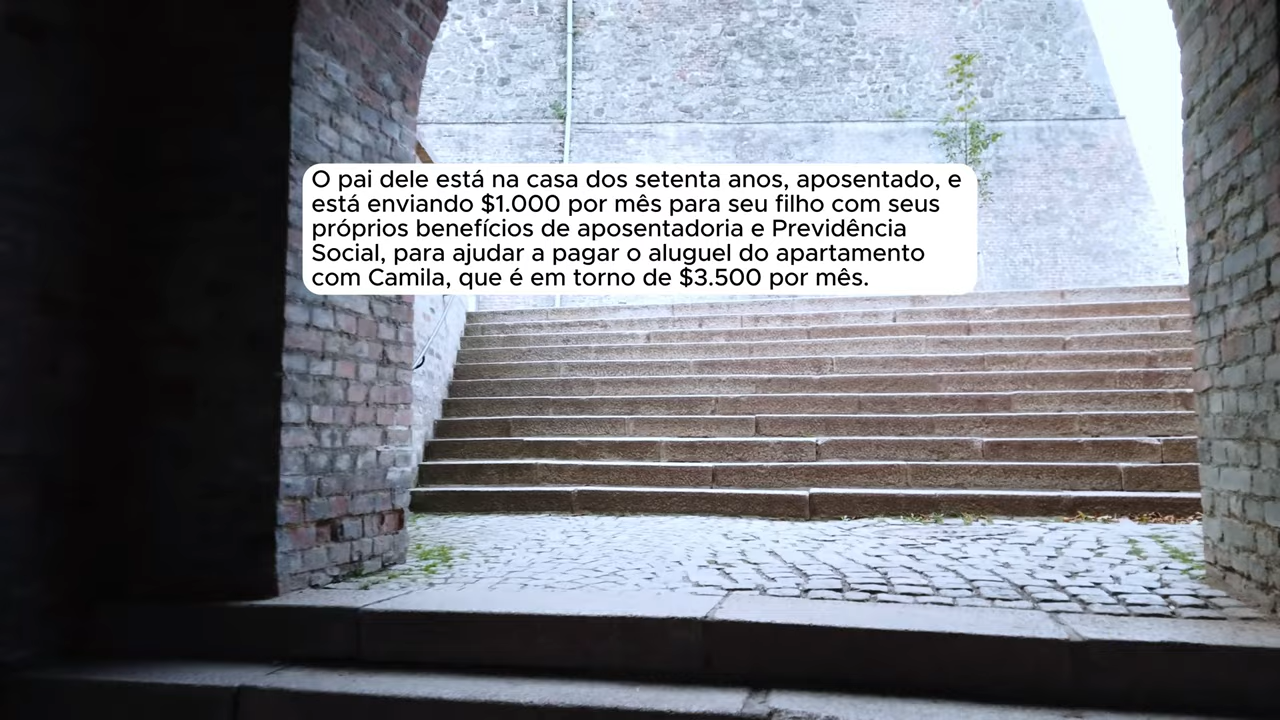 O pai dele está na casa dos setenta anos, aposentado, e
está enviando $1.000 por mês para seu filho com seus
próprios benefícios de aposentadoria e Previdência
Social, para ajudar a pagar o aluguel do apartamento
com Camila, que é em torno de $3.500 por mês.